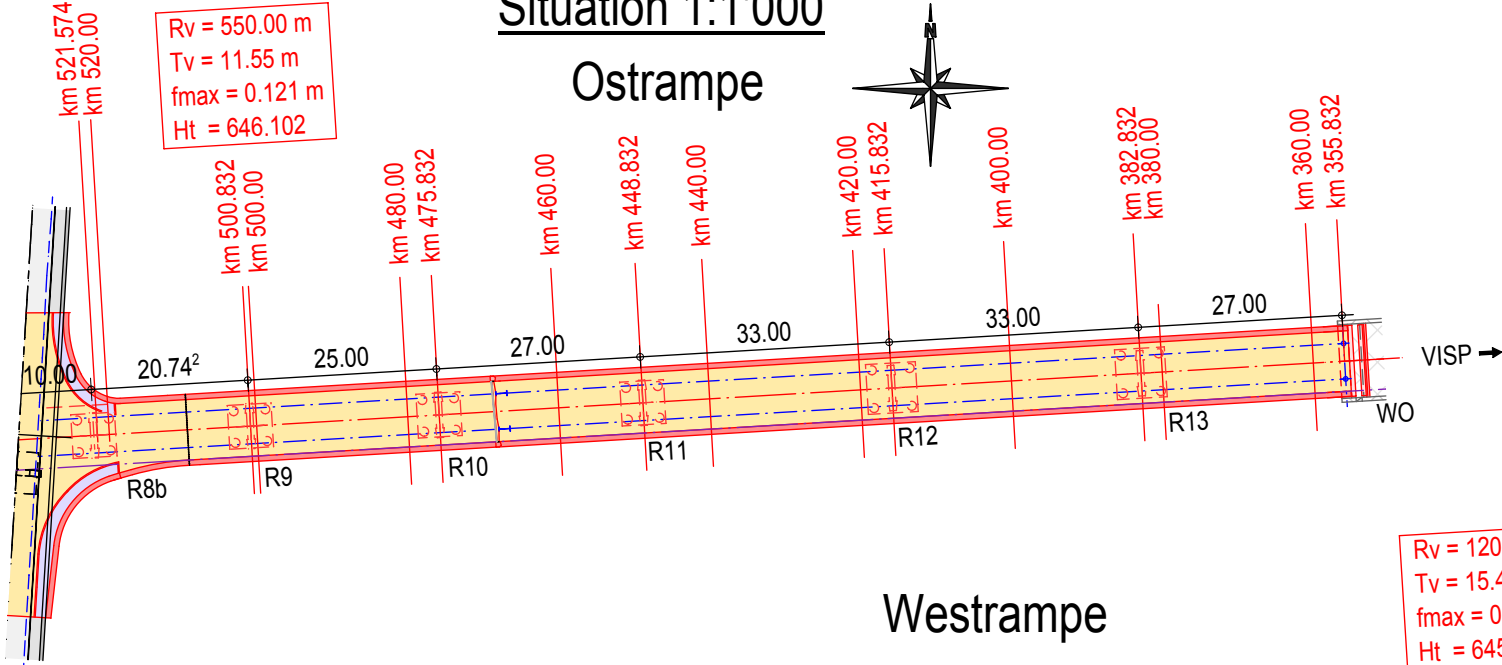 Situation 1:1'000
Ostrampe
N
Rv = 550.00 m
Tv = 11.55 m
fmax = 0.121 m
Ht = 646.102
km 521.574
km 520.00
km 500.832
km 500.00
km 480.00
km 475.832
km 460.00
km 448.832
km 440.00
km 420.00
km 415.832
km 400.00
km 382.832
km 380.00
km 360.00
km 355.832
10.00
20.74²
25.00
27.00
33.00
33.00
27.00
VISP
R8b
R9
R10
R11
R12
R13
WO
Westrampe
Rv = 120
Tv = 15.4
fmax = 0
Ht = 645